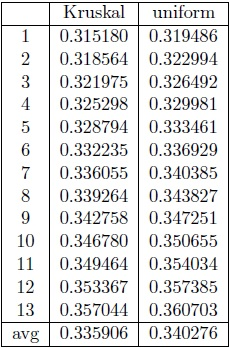 Kruskal uniform
1 0.315180 0.319486
2 0.318564 0.322994
3 0.321975 0.326492
4 0.325298 0.329981
5 0.328794 0.333461
6 0.332235 0.336929
7 0.336055 0.340385
8 0.339264 0.343827
9 0.342758 0.347251
10 0.346780 0.350655
11 0.349464 0.354034
12 0.353367 0.357385
13 0.357044 0.360703
avg 0.335906 0.340276